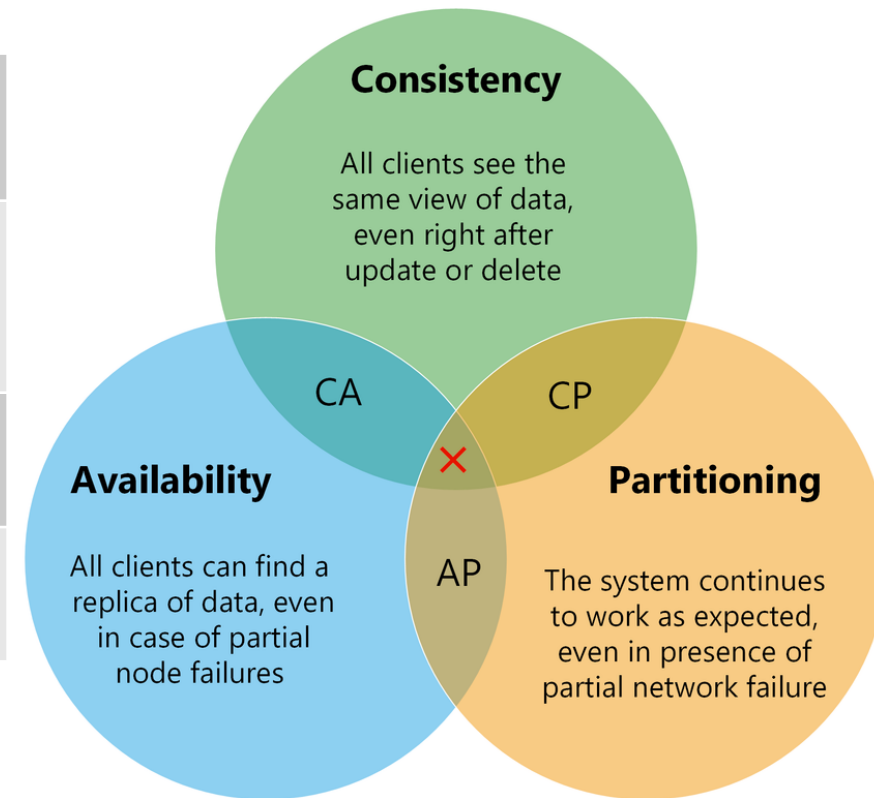 Consistency
All clients see the
same view of data,
even right after
update or delete
CA
CP
Availability
Partitioning
All clients can find a
replica of data, even
in case of partial
node failures
AP
The system continues
to work as expected,
even in presence of
partial network failure